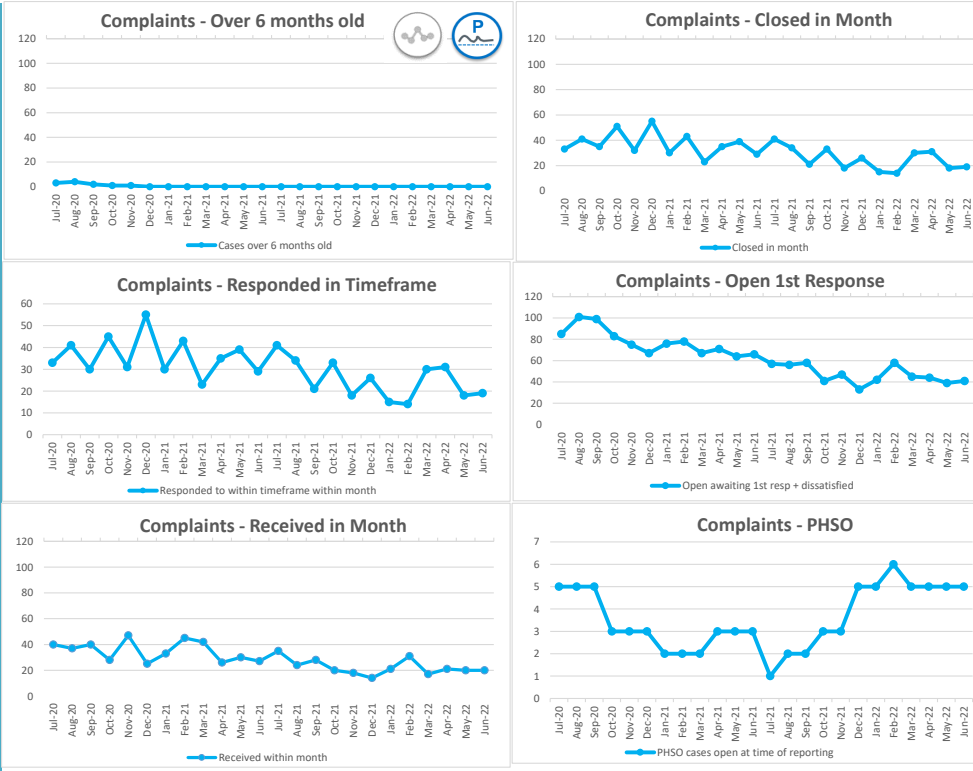 Complaints - Over 6 months old
P
120
100
80
60
40
20
0
Jul-20 Aug-20 Sep-20 Oct-20 Nov-20 Dec-20 Jan-21 Feb-21 Mar-21 Apr-21 May-21 Jun-21 Jul-21 Aug-21 Sep-21 Oct-21 Nov-21 Dec-21 Jan-22 Feb-22 Mar-22 Apr-22 May-22 Jun-22
Cases over 6 months old
Complaints - Closed in Month
120
100
80
60
40
20
0
Jul-20 Aug-20 Sep-20 Oct-20 Nov-20 Dec-20 Jan-21 Feb-21 Mar-21 Apr-21 May-21 Jun-21 Jul-21 Aug-21 Sep-21 Oct-21 Nov-21 Dec-21 Jan-22 Feb-22 Mar-22 Apr-22 May-22 Jun-22
Closed in month
Complaints - Responded in Timeframe
60
50
40
30
20
10
0
Jul-20 Aug-20 Sep-20 Oct-20 Nov-20 Dec-20 Jan-21 Feb-21 Mar-21 Apr-21 May-21 Jun-21 Jul-21 Aug-21 Sep-21 Oct-21 Nov-21 Dec-21 Jan-22 Feb-22 Mar-22 Apr-22 May-22 Jun-22
Responded to within timeframe within month
Complaints - Open 1st Response
120
100
80
60
40
20
0
Jul-20 Aug-20 Sep-20 Oct-20 Nov-20 Dec-20 Jan-21 Feb-21 Mar-21 Apr-21 May-21 Jun-21 Jul-21 Aug-21 Sep-21 Oct-21 Nov-21 Dec-21 Jan-22 Feb-22 Mar-22 Apr-22 May-22 Jun-22
Open awaiting 1st resp + dissatisfied
Complaints - Received in Month
120
100
80
60
40
20
0
Jul-20 Aug-20 Sep-20 Oct-20 Nov-20 Dec-20 Jan-21 Feb-21 Mar-21 Apr-21 May-21 Jun-21 Jul-21 Aug-21 Sep-21 Oct-21 Nov-21 Dec-21 Jan-22 Feb-22 Mar-22 Apr-22 May-22 Jun-22
Received within month
Complaints - PHSO
7
6
5
4
3
2
1
0
Jul-20 Aug-20 Sep-20 Oct-20 Nov-20 Dec-20 Jan-21 Feb-21 Mar-21 Apr-21 May-21 Jun-21 Jul-21 Aug-21 Sep-21 Oct-21 Nov-21 Dec-21 Jan-22 Feb-22 Mar-22 Apr-22 May-22 Jun-22
PHSO cases open at time of reporting